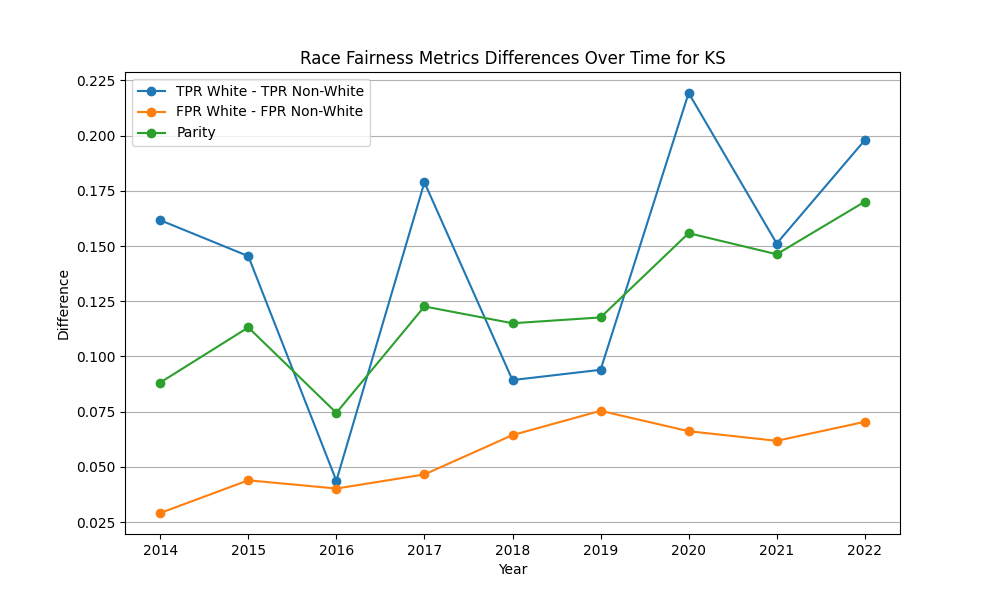 Race Fairness Metrics Differences Over Time for KS
TPR White - TPR Non-White
FPR White - FPR Non-White
Parity
Difference
0.225
0.200
0.175
0.150
0.125
0.100
0.075
0.050
0.025
2014 2015 2016 2017 2018 2019 2020 2021 2022
Year